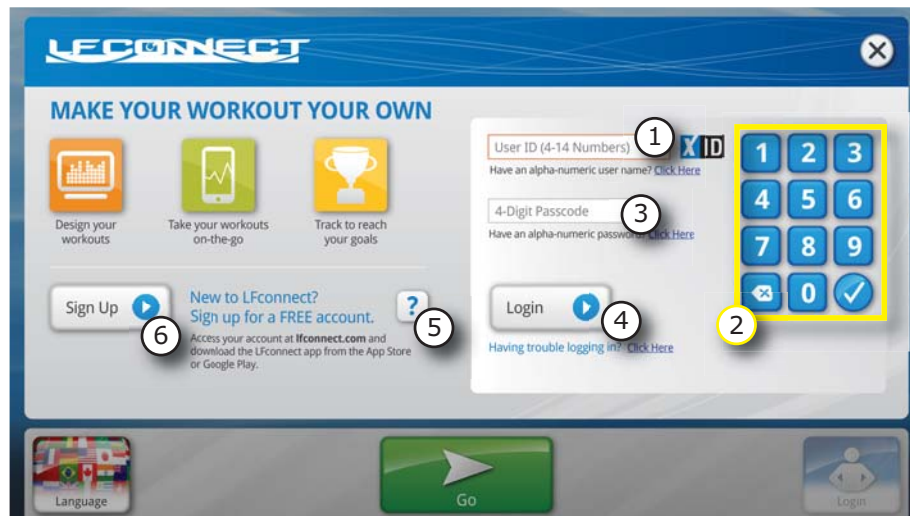 LFCONNECT
MAKE YOUR WORKOUT YOUR OWN
Design your
workouts
Take your workouts
on-the-go
Track to reach
your goals
Sign Up
6
New to LFconnect?
Sign up for a FREE account.
?
5
Access your account at lfconnect.com and
download the LFconnect app from the App Store
or Google Play.
User ID (4-14 Numbers)
1
X ID
Have an alpha-numeric user name? Click Here
4-Digit Passcode
3
Have an alpha-numeric password? Click Here
Login
4
Having trouble logging in? Click Here
1 2 3
4 5 6
7 8 9
0
2
Language
Go
Login